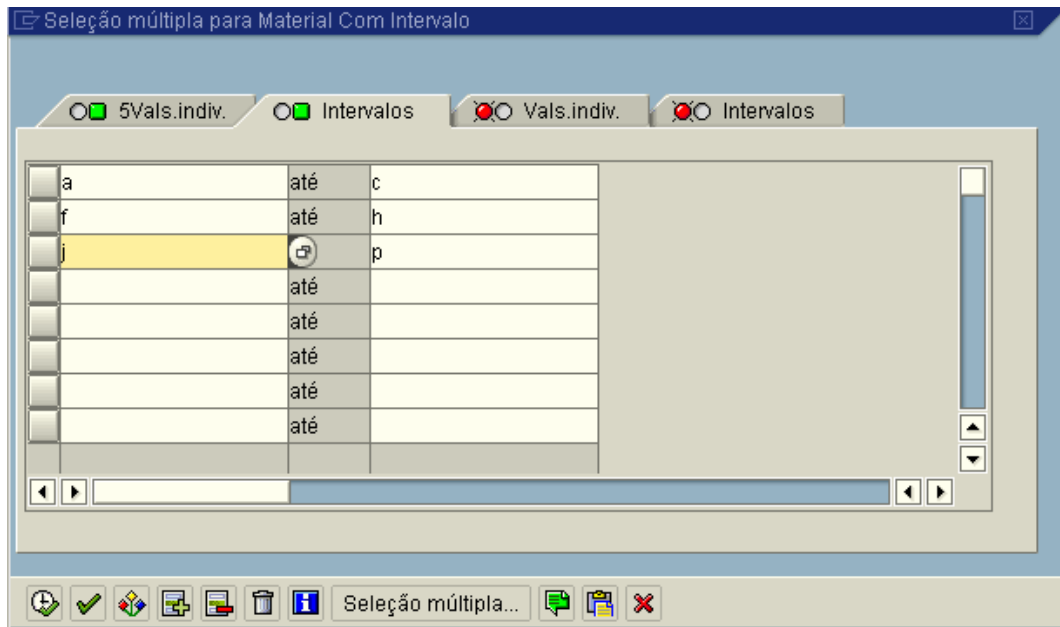 Seleção múltipla para Material Com Intervalo
5Vals.indiv. Intervalos Vals.indiv. Intervalos
a até c
f até h
j p
até
até
até
até
até
Seleção múltipla...